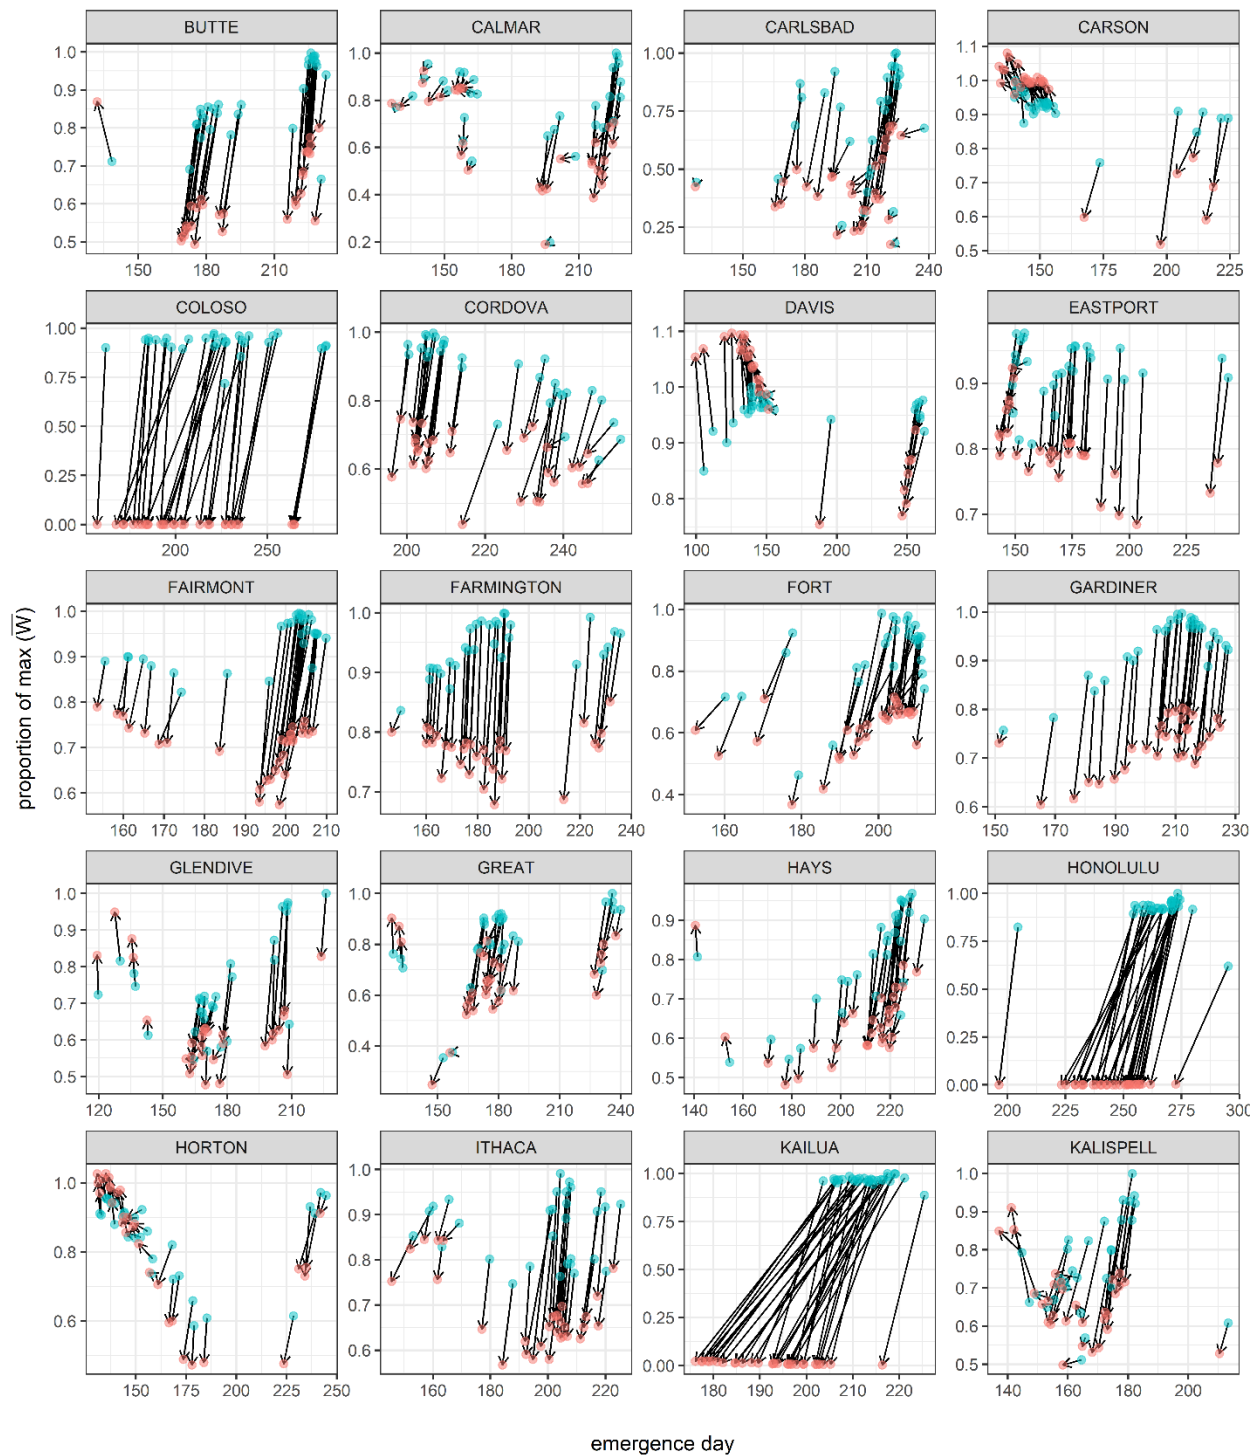 BUTTE CALMAR CARLSBAD CARSON
1.0 0.9 0.8 0.7 0.6 0.5
150 180 210
1.0 0.8 0.6 0.4 0.2
150 180 210
1.00 0.75 0.50 0.25
150 180 210 240
1.1 1.0 0.9 0.8 0.7 0.6 0.5
150 175 200 225
COLOSO CORDOVA DAVIS EASTPORT
1.00 0.75 0.50 0.25 0.00
200 250
1.0 0.8 0.6
200 220 240 260
1.1 1.0 0.9 0.8
100 150 200 250
0.9 0.8 0.7
150 175 200 225
FAIRMONT FARMINGTON FORT GARDINER
1.0 0.9 0.8 0.7 0.6
160 170 180 190 200 210
1.0 0.9 0.8 0.7
160 180 200 220 240
1.0 0.8 0.6 0.4
160 180 200
1.0 0.9 0.8 0.7 0.6
150 170 190 210 230
proportion of max (W̅)
GLENDIVE GREAT HAYS HONOLULU
1.0 0.9 0.8 0.7 0.6 0.5
120 150 180 210
1.0 0.8 0.6 0.4
150 180 210 240
0.9 0.8 0.7 0.6 0.5
140 160 180 200 220
1.00 0.75 0.50 0.25 0.00
200 225 250 275 300
HORTON ITHACA KAILUA KALISPELL
1.0 0.8 0.6
150 175 200 225 250
1.0 0.9 0.8 0.7 0.6
160 180 200 220
1.00 0.75 0.50 0.25 0.00
180 190 200 210 220
1.0 0.9 0.8 0.7 0.6 0.5
140 160 180 200
emergence day